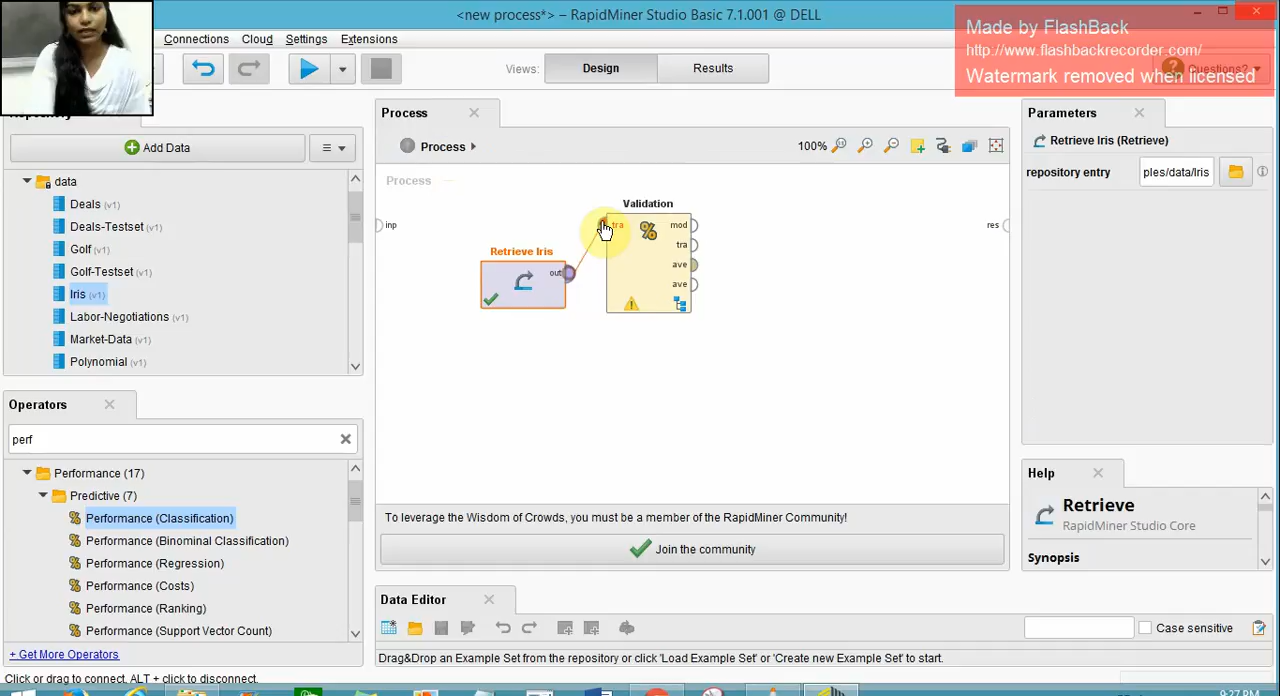 <new process*> – RapidMiner Studio Basic 7.1.001 @ DELL
Made by FlashBack
http://www.flashbackrecorder.com/
Watermark removed when licensed
Connections Cloud Settings Extensions
Views: Design Results
Questions?
Process
Parameters
Add Data
Process
100%
Retrieve Iris (Retrieve)
repository entry
ples/data/Iris
data
Deals (v1)
Deals-Testset (v1)
Golf (v1)
Golf-Testset (v1)
Iris (v1)
Labor-Negotiations (v1)
Market-Data (v1)
Polynomial (v1)
Process
inp
Retrieve Iris
out
Validation
tra
mod
tra
ave
ave
res
Operators
perf
Performance (17)
Predictive (7)
Performance (Classification)
Performance (Binominal Classification)
Performance (Regression)
Performance (Costs)
Performance (Ranking)
Performance (Support Vector Count)
+ Get More Operators
To leverage the Wisdom of Crowds, you must be a member of the RapidMiner Community!
Join the community
Help
Retrieve
RapidMiner Studio Core
Synopsis
Data Editor
Case sensitive
Drag&Drop an Example Set from the repository or click 'Load Example Set' or 'Create new Example Set' to start.
Click or drag to connect, ALT + click to disconnect.
9:27 PM